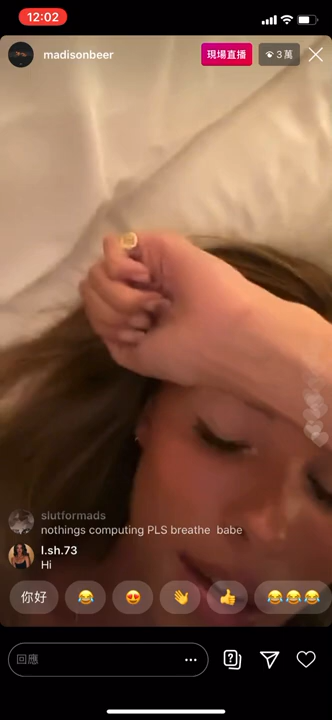 12:02
madisonbeer
現場直播
3 萬
slutformads
nothings computing PLS breathe babe
l.sh.73
Hi
你好
回應